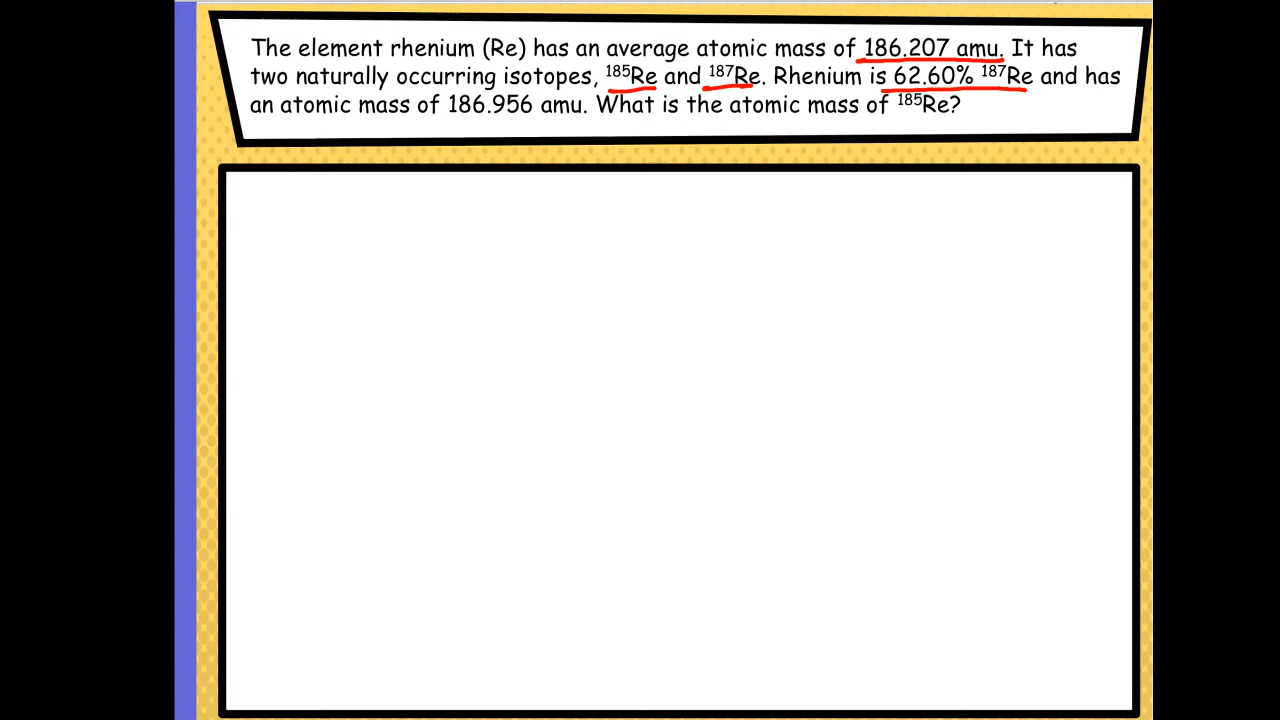 The element rhenium (Re) has an average atomic mass of 186.207 amu. It has
two naturally occurring isotopes, ¹⁸⁵Re and ¹⁸⁷Re. Rhenium is 62.60% ¹⁸⁷Re and has
an atomic mass of 186.956 amu. What is the atomic mass of ¹⁸⁵Re?